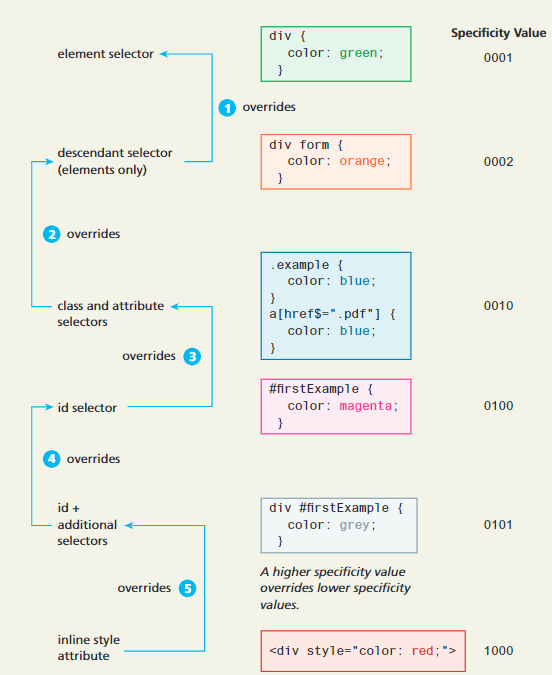 Specificity Value
element selector
div {
color: green;
}
0001
1 overrides
descendant selector
(elements only)
div form {
color: orange;
}
0002
2 overrides
class and attribute
selectors
.example {
color: blue;
}
a[href$=".pdf"] {
color: blue;
}
0010
overrides 3
id selector
#firstExample {
color: magenta;
}
0100
4 overrides
id +
additional
selectors
div #firstExample {
color: grey;
}
0101
A higher specificity value
overrides lower specificity
values.
overrides 5
inline style
attribute
<div style="color: red;">
1000